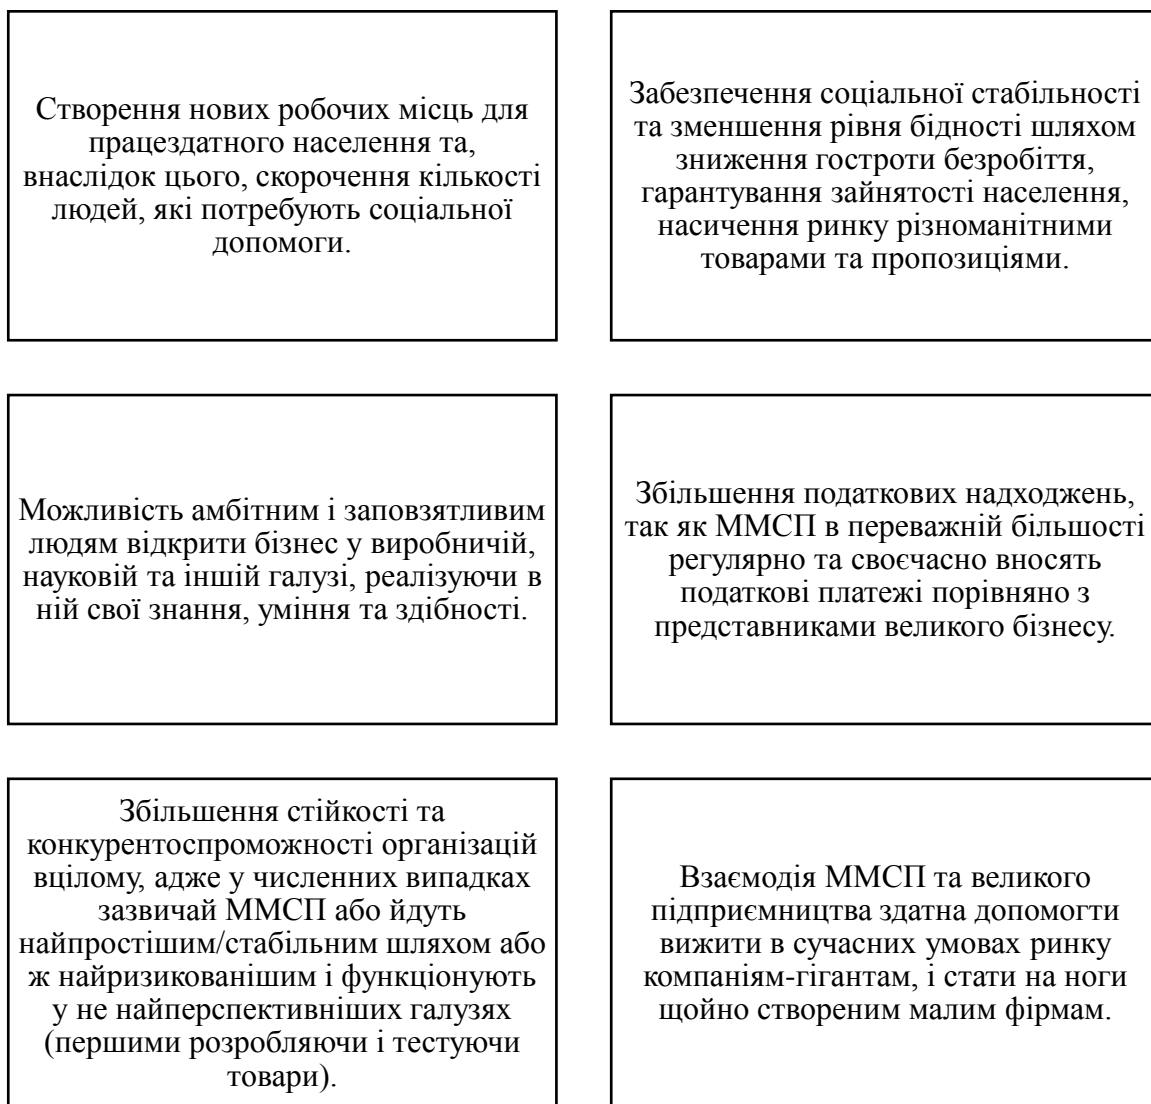 Створення нових робочих місць для
працездатного населення та,
внаслідок цього, скорочення кількості
людей, які потребують соціальної
допомоги.
Забезпечення соціальної стабільності
та зменшення рівня бідності шляхом
зниження гостроти безробіття,
гарантування зайнятості населення,
насичення ринку різноманітними
товарами та пропозиціями.
Можливість амбітним і заповзятливим
людям відкрити бізнес у виробничій,
науковій та іншій галузі, реалізуючи в
ній свої знання, уміння та здібності.
Збільшення податкових надходжень,
так як ММСП в переважній більшості
регулярно та своєчасно вносять
податкові платежі порівняно з
представниками великого бізнесу.
Збільшення стійкості та
конкурентоспроможності організацій
вцілому, адже у численних випадках
зазвичай ММСП або йдуть
найпростішим/стабільним шляхом або
ж найризикованішим і функціонують
у не найперспективніших галузях
(першими розробляючи і тестуючи
товари).
Взаємодія ММСП та великого
підприємництва здатна допомогти
вижити в сучасних умовах ринку
компаніям-гігантам, і стати на ноги
щойно створеним малим фірмам.